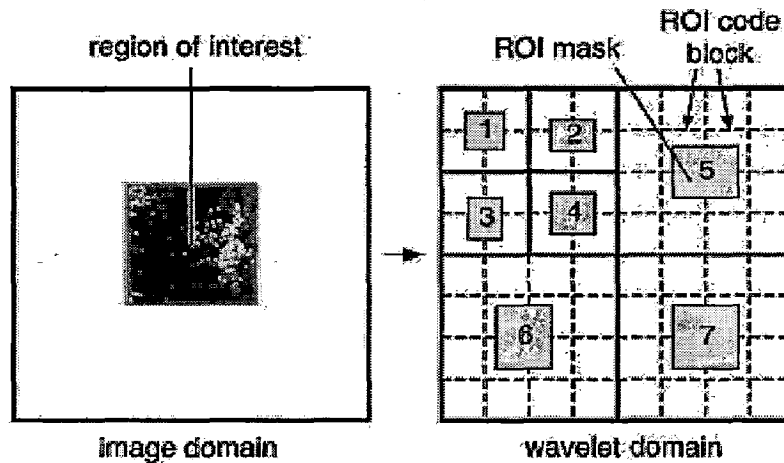 region of interest
ROI mask
ROI code
block
1
2
5
3
4
6
7
image domain
wavelet domain